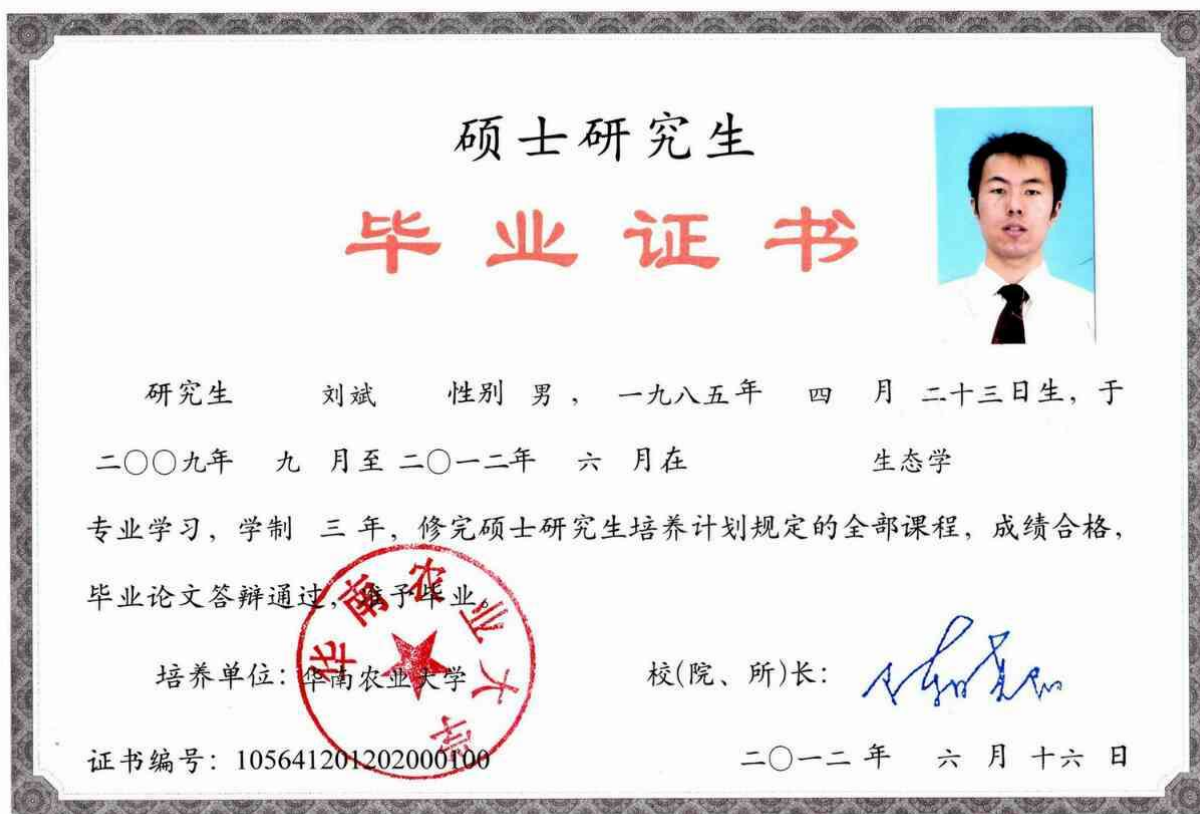 硕士研究生
毕业证书
研究生 刘斌 性别 男, 一九八五年 四 月 二十三日生, 于
二〇〇九年 九 月至 二〇一二年 六 月在 生态学
专业学习, 学制 三 年, 修完硕士研究生培养计划规定的全部课程, 成绩合格,
毕业论文答辩通过, 准予毕业。
华南农业大学
培养单位: 华南农业大学 校(院、所)长:
证书编号: 105641201202000100 二〇一二 年 六 月 十六 日